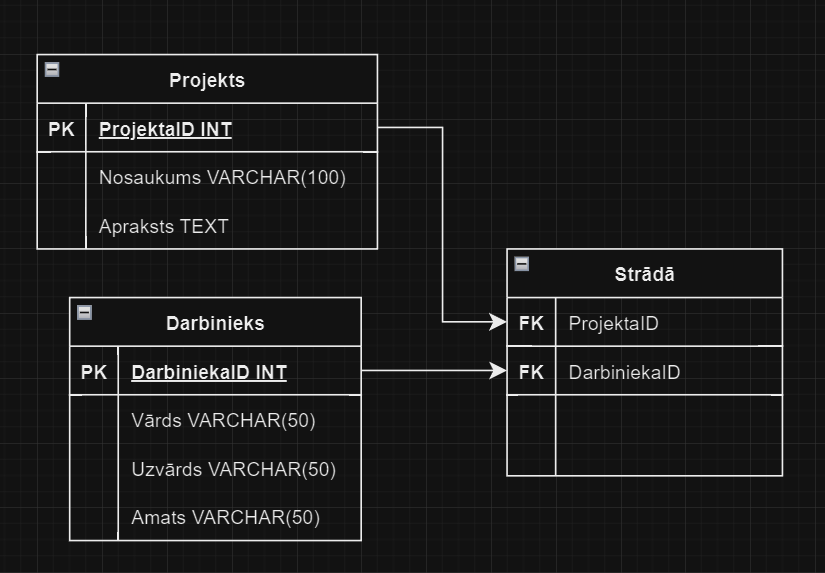 Projekts
PK ProjektaID INT
Nosaukums VARCHAR(100)
Apraksts TEXT
Darbinieks
PK DarbiniekaID INT
Vārds VARCHAR(50)
Uzvārds VARCHAR(50)
Amats VARCHAR(50)
Strādā
FK ProjektaID
FK DarbiniekaID